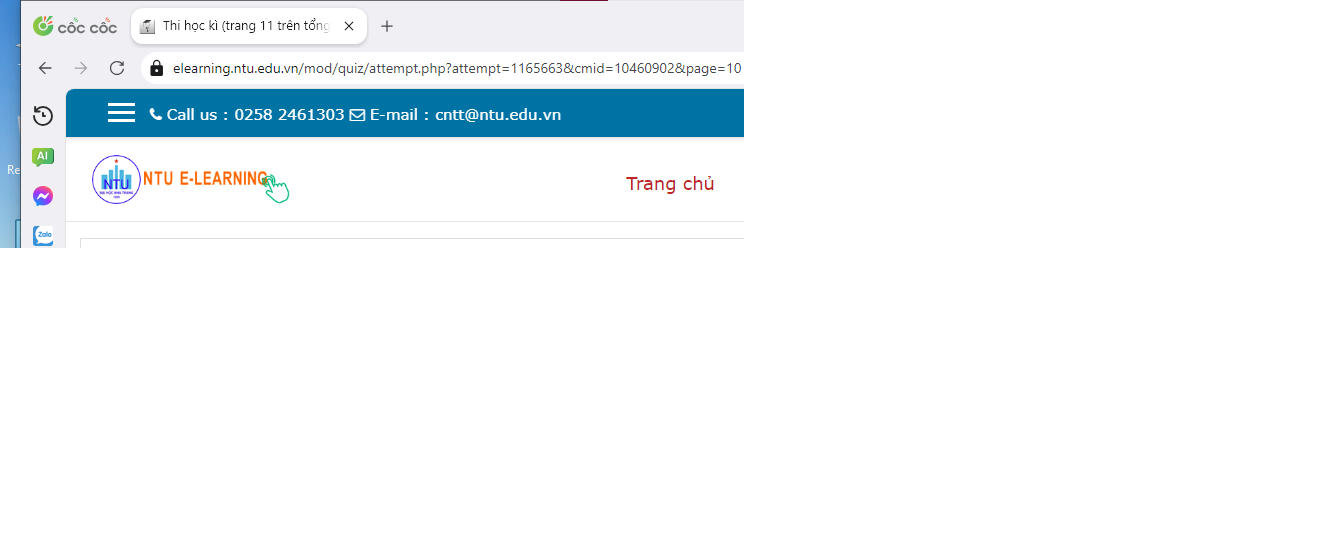 cốc cốc
Thi học kì (trang 11 trên tổng
elearning.ntu.edu.vn/mod/quiz/attempt.php?attempt=1165663&cmid=10460902&page=10
Call us : 0258 2461303 E-mail : cntt@ntu.edu.vn
AI
Re
NTU
NTU E-LEARNING
Trang chủ
Zalo